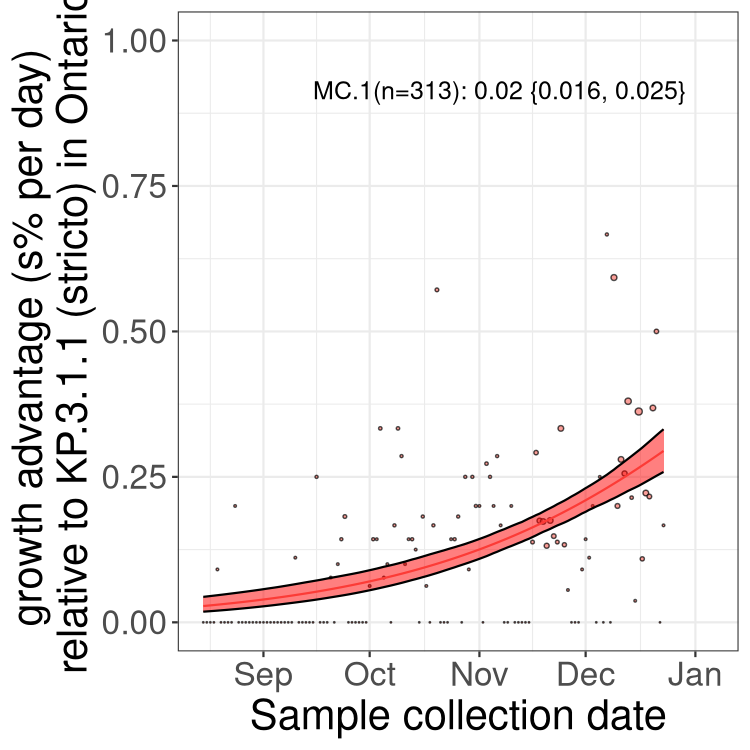 growth advantage (s% per day)
relative to KP.3.1.1 (stricto) in Ontario
1.00
0.75
0.50
0.25
0.00
MC.1(n=313): 0.02 {0.016, 0.025}
Sep Oct Nov Dec Jan
Sample collection date